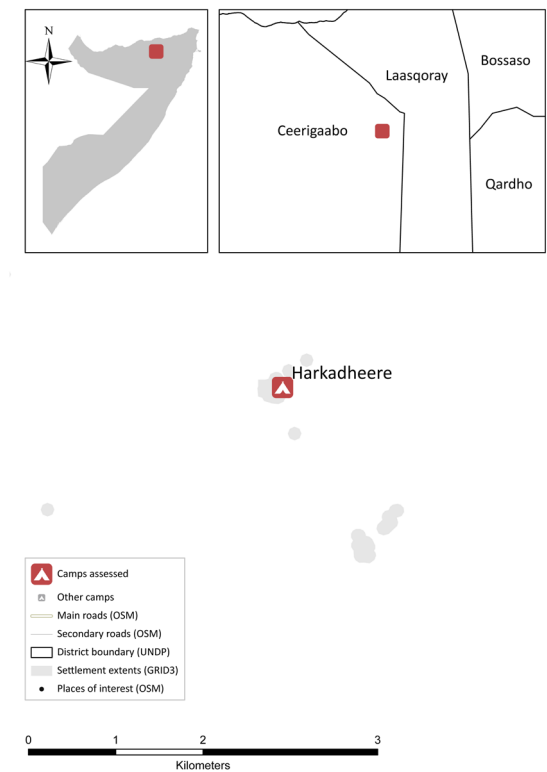 N
Laasqoray
Bossaso
Ceerigaabo
Qardho
Harkadheere
Camps assessed
Other camps
Main roads (OSM)
Secondary roads (OSM)
District boundary (UNDP)
Settlement extents (GRID3)
Places of interest (OSM)
0 1 2 3
Kilometers